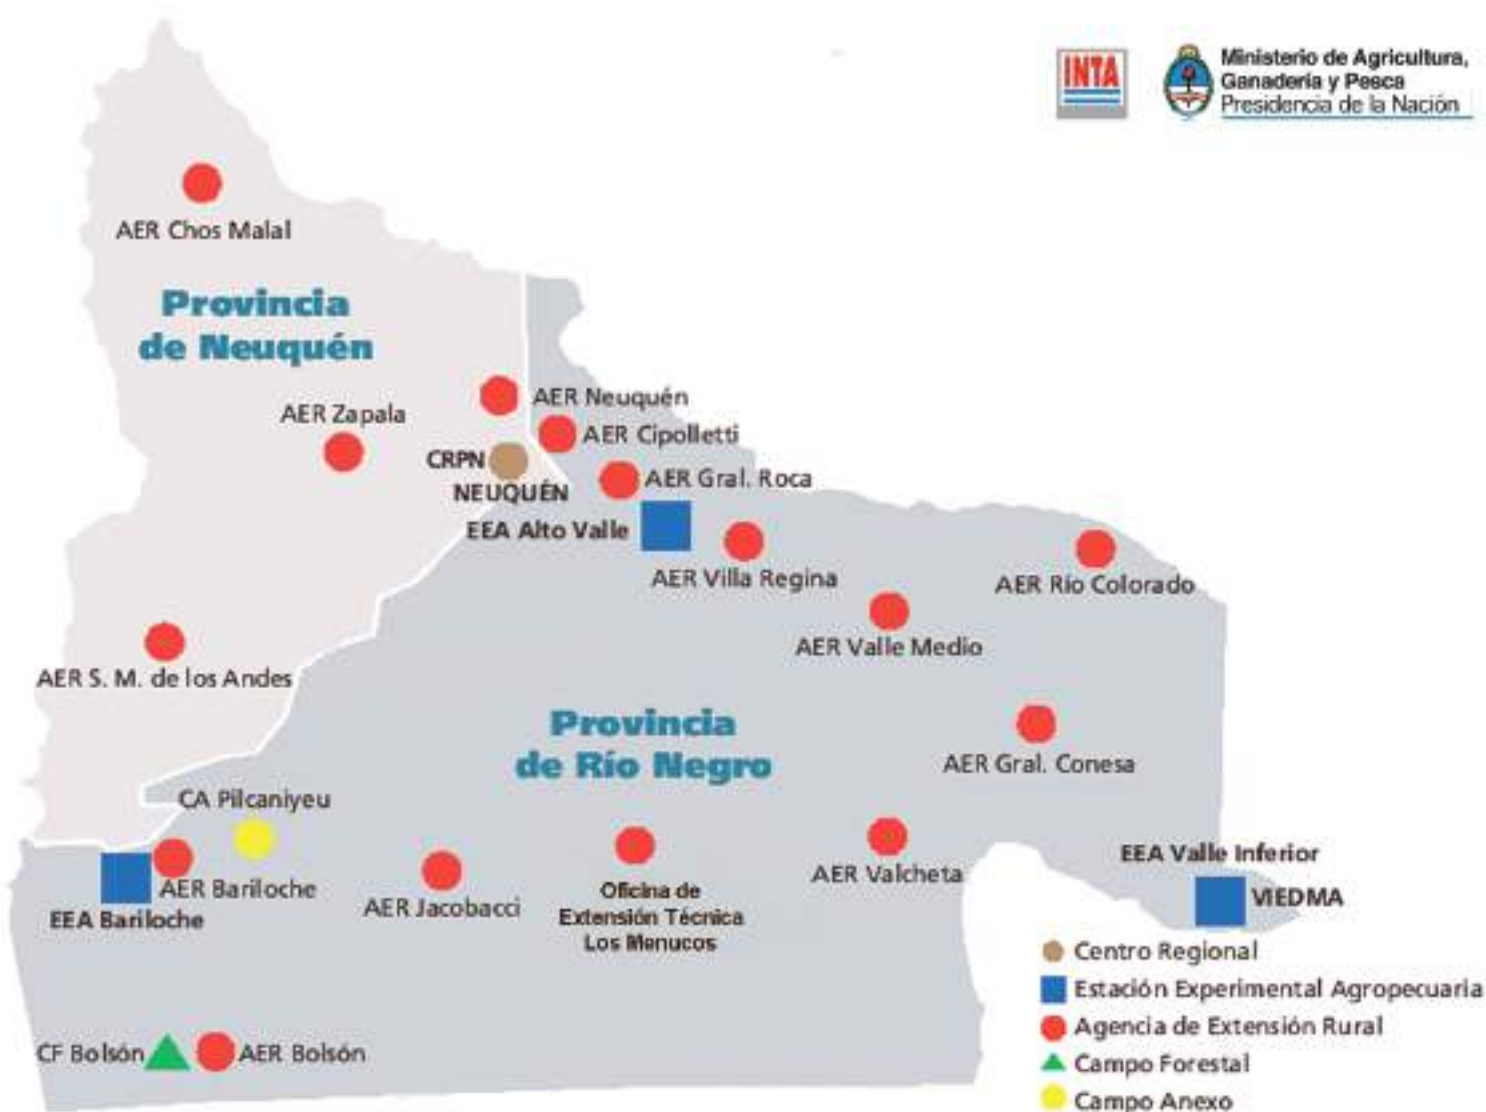 INTA
Ministerio de Agricultura,
Ganadería y Pesca
Presidencia de la Nación
AER Chos Malal
Provincia
de Neuquén
AER Neuquén
AER Zapala
AER Cipolletti
CRPN
NEUQUÉN
AER Gral. Roca
EEA Alto Valle
AER Villa Regina
AER Río Colorado
AER Valle Medio
AER S. M. de los Andes
Provincia
de Río Negro
AER Gral. Conesa
CA Pilcaniyeu
AER Bariloche
EEA Bariloche
AER Jacobacci
Oficina de
Extensión Técnica
Los Menucos
AER Valcheta
EEA Valle Inferior
VIEDMA
CF Bolsón
AER Bolsón
Centro Regional
Estación Experimental Agropecuaria
Agencia de Extensión Rural
Campo Forestal
Campo Anexo